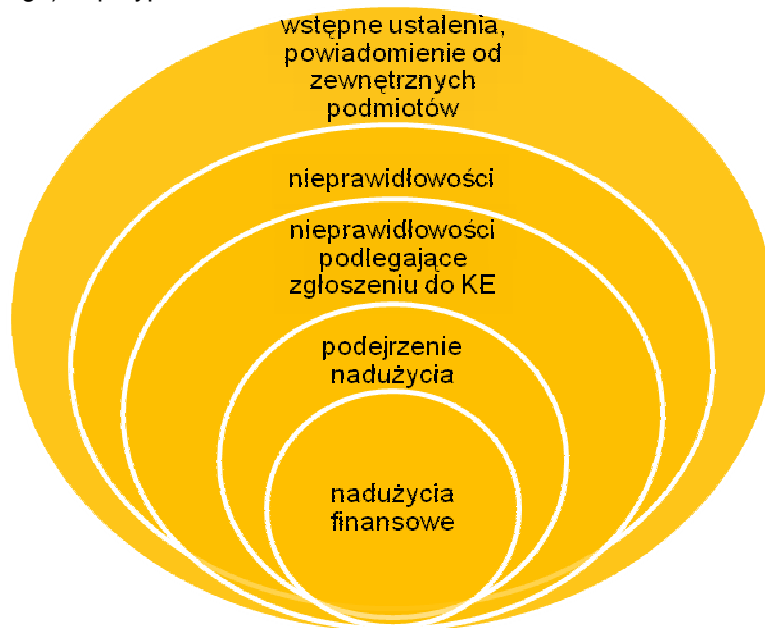 wstępne ustalenia,
powiadomienie od
zewnętrznych
podmiotów
nieprawidłowości
nieprawidłowości
podlegające
zgłoszeniu do KE
podejrzenie
nadużycia
nadużycia
finansowe